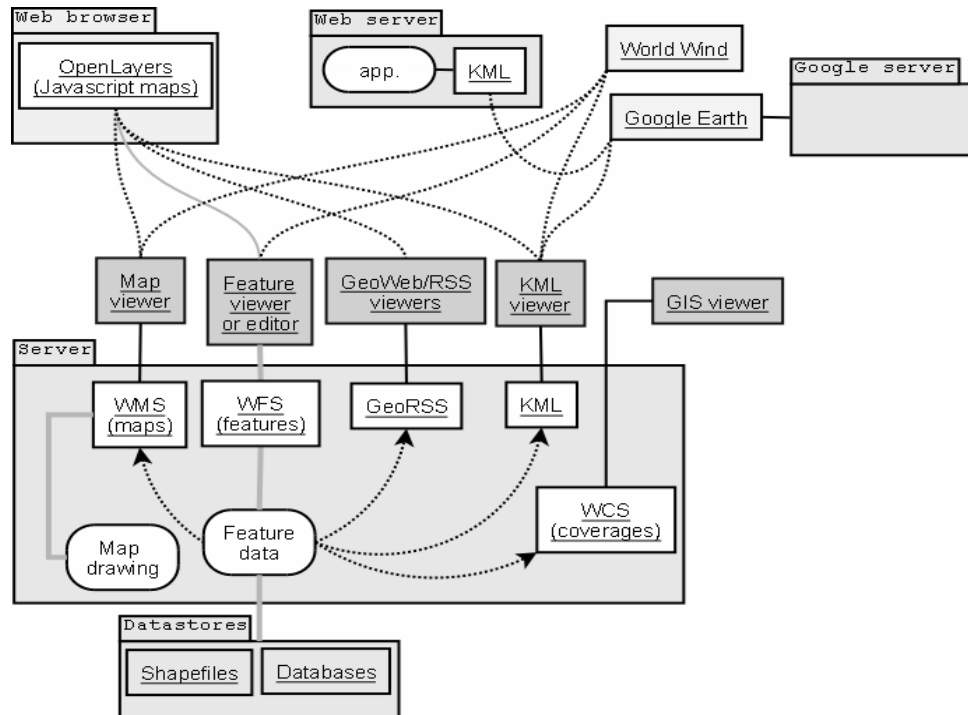 Web browser
OpenLayers
(Javascript maps)
Web server
app.
KML
World Wind
Google server
Google Earth
Map
viewer
Feature
viewer
or editor
GeoWeb/RSS
viewers
KML
viewer
GIS viewer
Server
WMS
(maps)
WFS
(features)
GeoRSS
KML
WCS
(coverages)
Map
drawing
Feature
data
Datastores
Shapefiles
Databases